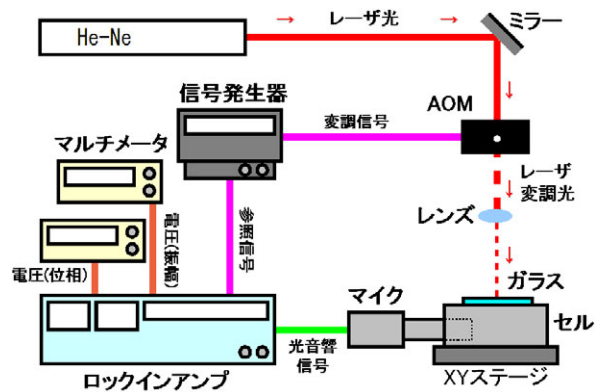 He-Ne
→ レーザ光 →
ミラー
↓
信号発生器
AOM
変調信号
マルチメータ
↓
レーザ
変調光
レンズ
参照信号
電圧(振幅)
↓
電圧(位相)
ガラス
マイク
セル
光音響
信号
ロックインアンプ
XYステージ